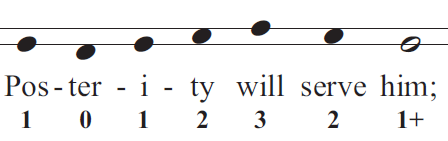 Pos - ter - i - ty will serve him;
1 0 1 2 3 2 1+